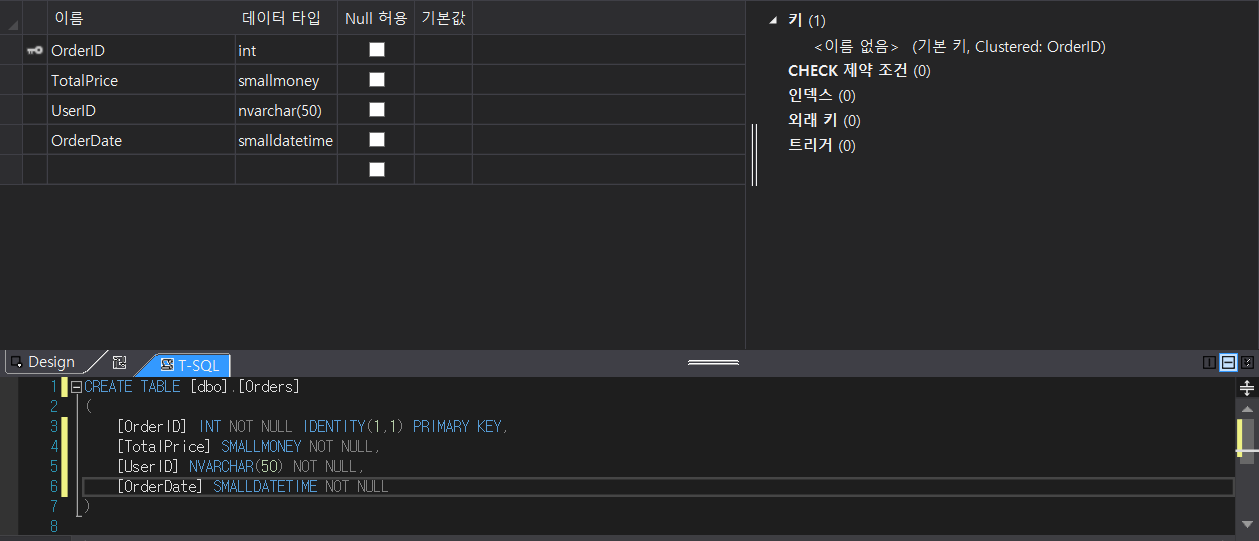 이름 데이터 타입 Null 허용 기본값
OrderID int
TotalPrice smallmoney
UserID nvarchar(50)
OrderDate smalldatetime
키 (1)
<이름 없음> (기본 키, Clustered: OrderID)
CHECK 제약 조건 (0)
인덱스 (0)
외래 키 (0)
트리거 (0)
Design T-SQL
1 CREATE TABLE [dbo].[Orders]
2 (
3 [OrderID] INT NOT NULL IDENTITY(1,1) PRIMARY KEY,
4 [TotalPrice] SMALLMONEY NOT NULL,
5 [UserID] NVARCHAR(50) NOT NULL,
6 [OrderDate] SMALLDATETIME NOT NULL
7 )
8